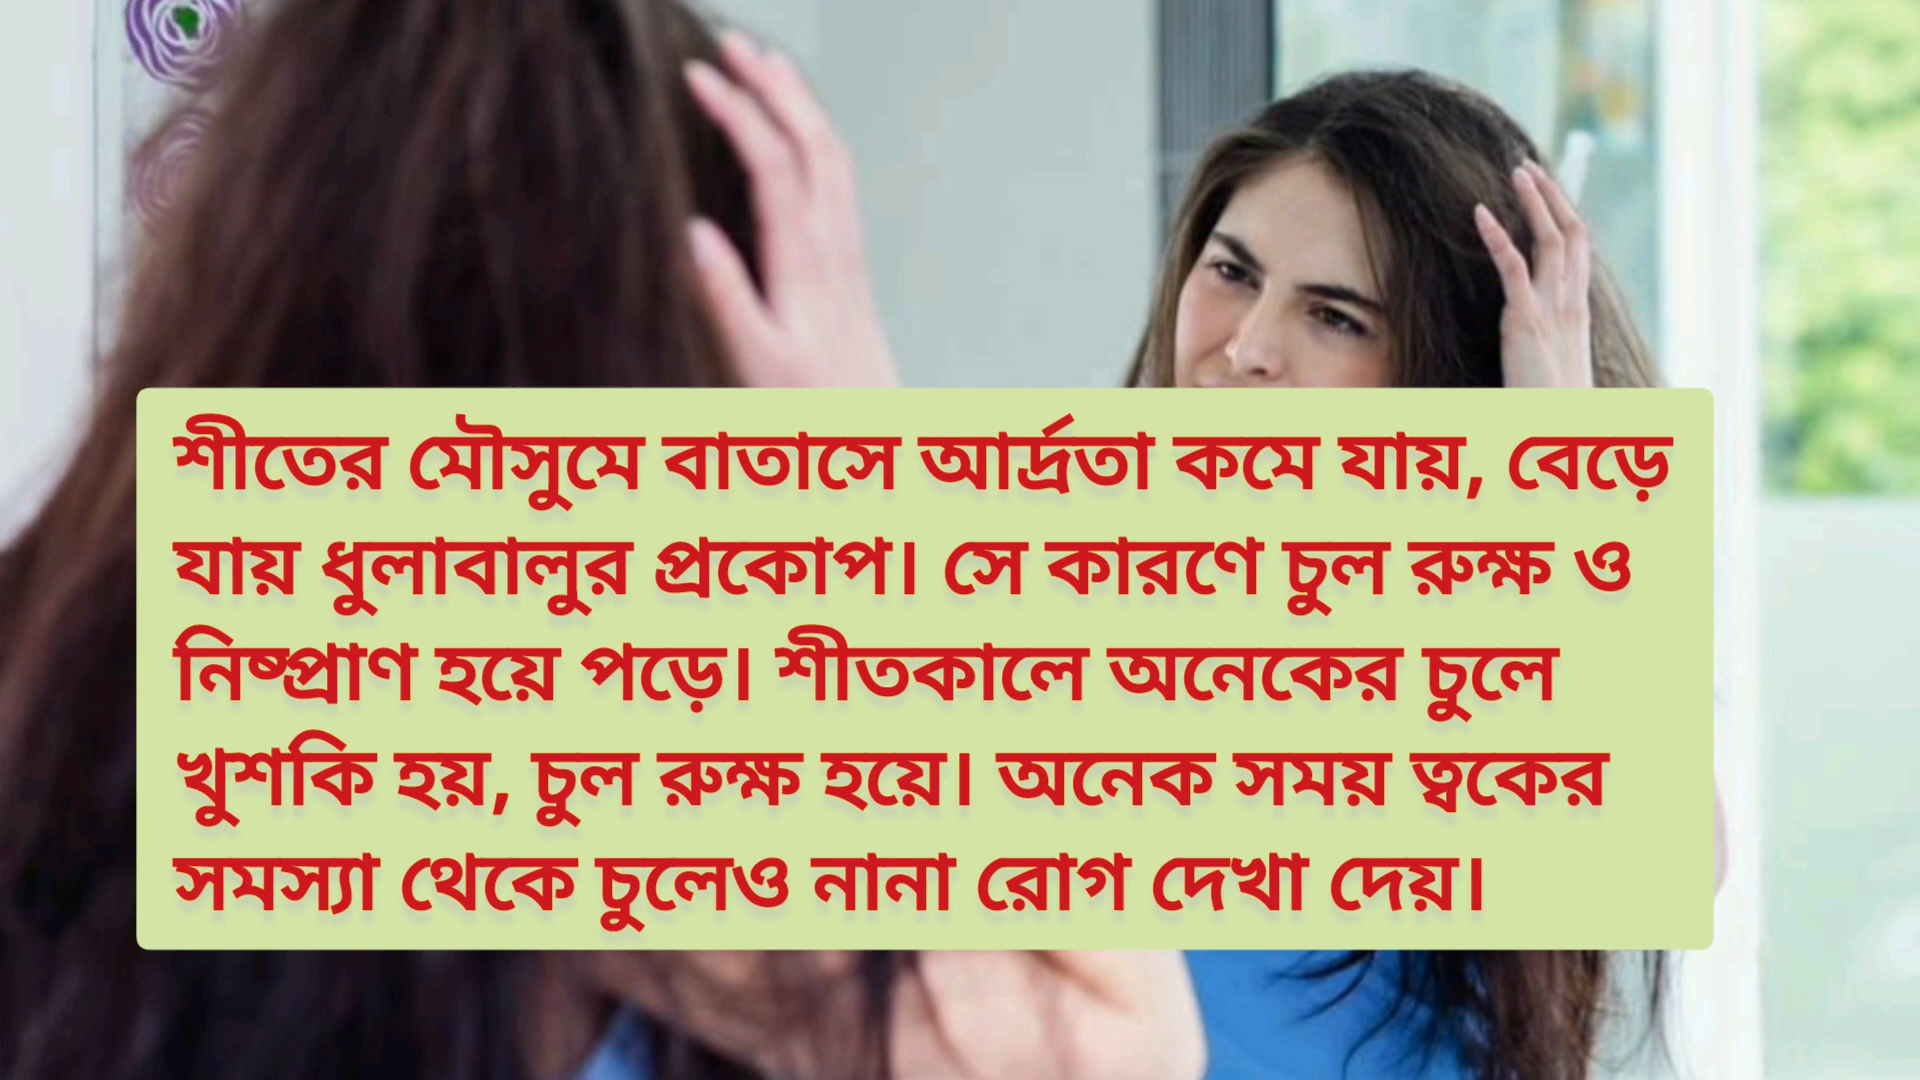 শীতের মৌসুমে বাতাসে আর্দ্রতা কমে যায়, বেড়ে
যায় ধুলাবালুর প্রকোপ। সে কারণে চুল রুক্ষ ও
নিষ্প্রাণ হয়ে পড়ে। শীতকালে অনেকের চুলে
খুশকি হয়, চুল রুক্ষ হয়ে। অনেক সময় ত্বকের
সমস্যা থেকে চুলেও নানা রোগ দেখা দেয়।